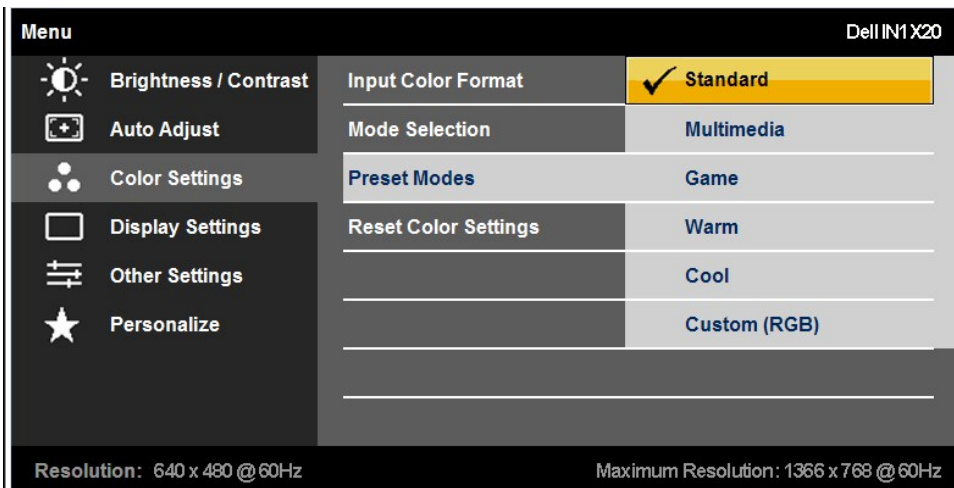 Menu Dell IN1X20
Brightness / Contrast Input Color Format Standard
Auto Adjust Mode Selection Multimedia
Color Settings Preset Modes Game
Display Settings Reset Color Settings Warm
Other Settings Cool
Personalize Custom (RGB)
Resolution: 640 x 480 @ 60Hz Maximum Resolution: 1366 x 768 @ 60Hz